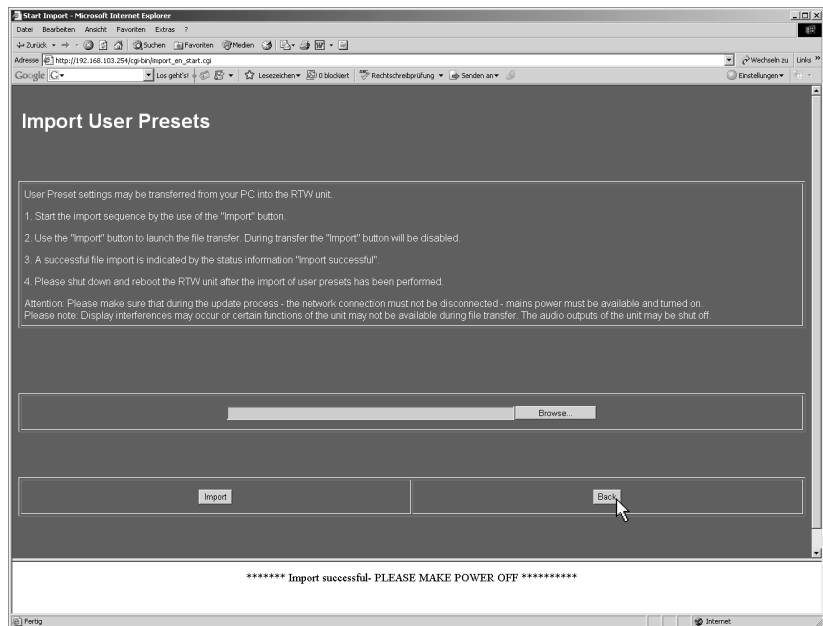 Start Import - Microsoft Internet Explorer
Datei Bearbeiten Ansicht Favoriten Extras ?
Zurück Suchen Favoriten Medien
Adresse http://192.168.103.254/cgi-bin/import_en_start.cgi Wechseln zu Links »
Google G Los geht's! Lesezeichen 0 blockiert Rechtschreibprüfung Senden an Einstellungen
Import User Presets
User Preset settings may be transferred from your PC into the RTW unit.
1. Start the import sequence by the use of the "Import" button.
2. Use the "Import" button to launch the file transfer. During transfer the "Import" button will be disabled.
3. A successful file import is indicated by the status information "Import successful".
4. Please shut down and reboot the RTW unit after the import of user presets has been performed.
Attention: Please make sure that during the update process - the network connection must not be disconnected - mains power must be available and turned on.
Please note: Display interferences may occur or certain functions of the unit may not be available during file transfer. The audio outputs of the unit may be shut off.
Browse...
Import Back
******* Import successful- PLEASE MAKE POWER OFF **********
Fertig Internet